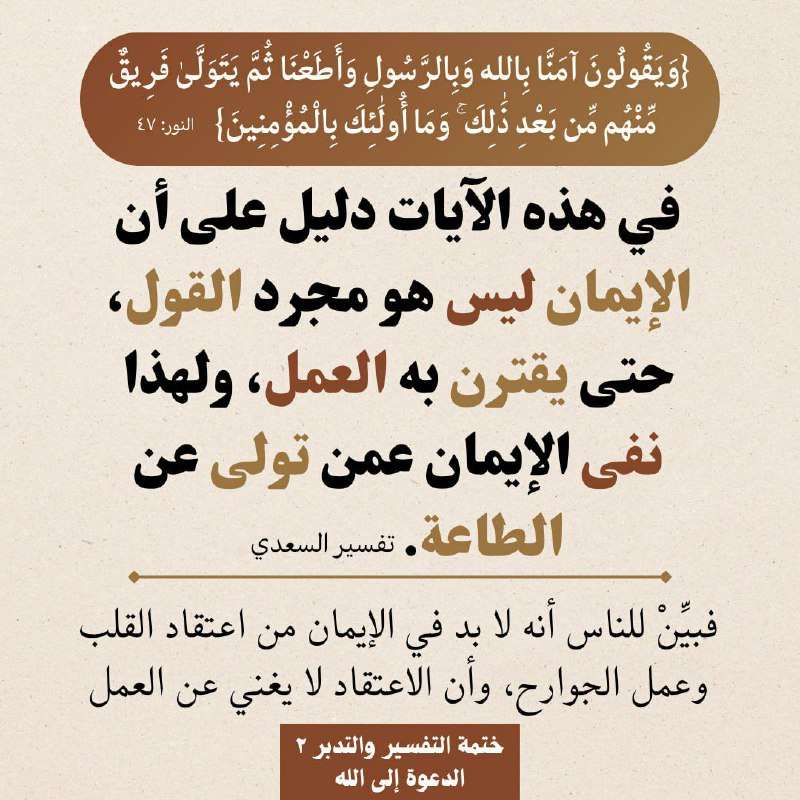 {وَيَقُولُونَ آمَنَّا بِالله وَبِالرَّسُولِ وَأَطَعْنَا ثُمَّ يَتَوَلَّىٰ فَرِيقٌ
مِّنْهُم مِّن بَعْدِ ذَٰلِكَ ۚ وَمَا أُولَٰئِكَ بِالْمُؤْمِنِينَ} النور: ٤٧
في هذه الآيات دليل على أن
الإيمان ليس هو مجرد القول،
حتى يقترن به العمل، ولهذا
نفى الإيمان عمن تولى عن
الطاعة. تفسير السعدي
فبيِّنْ للناس أنه لا بد في الإيمان من اعتقاد القلب
وعمل الجوارح، وأن الاعتقاد لا يغني عن العمل
ختمة التفسير والتدبر ٢
الدعوة إلى الله